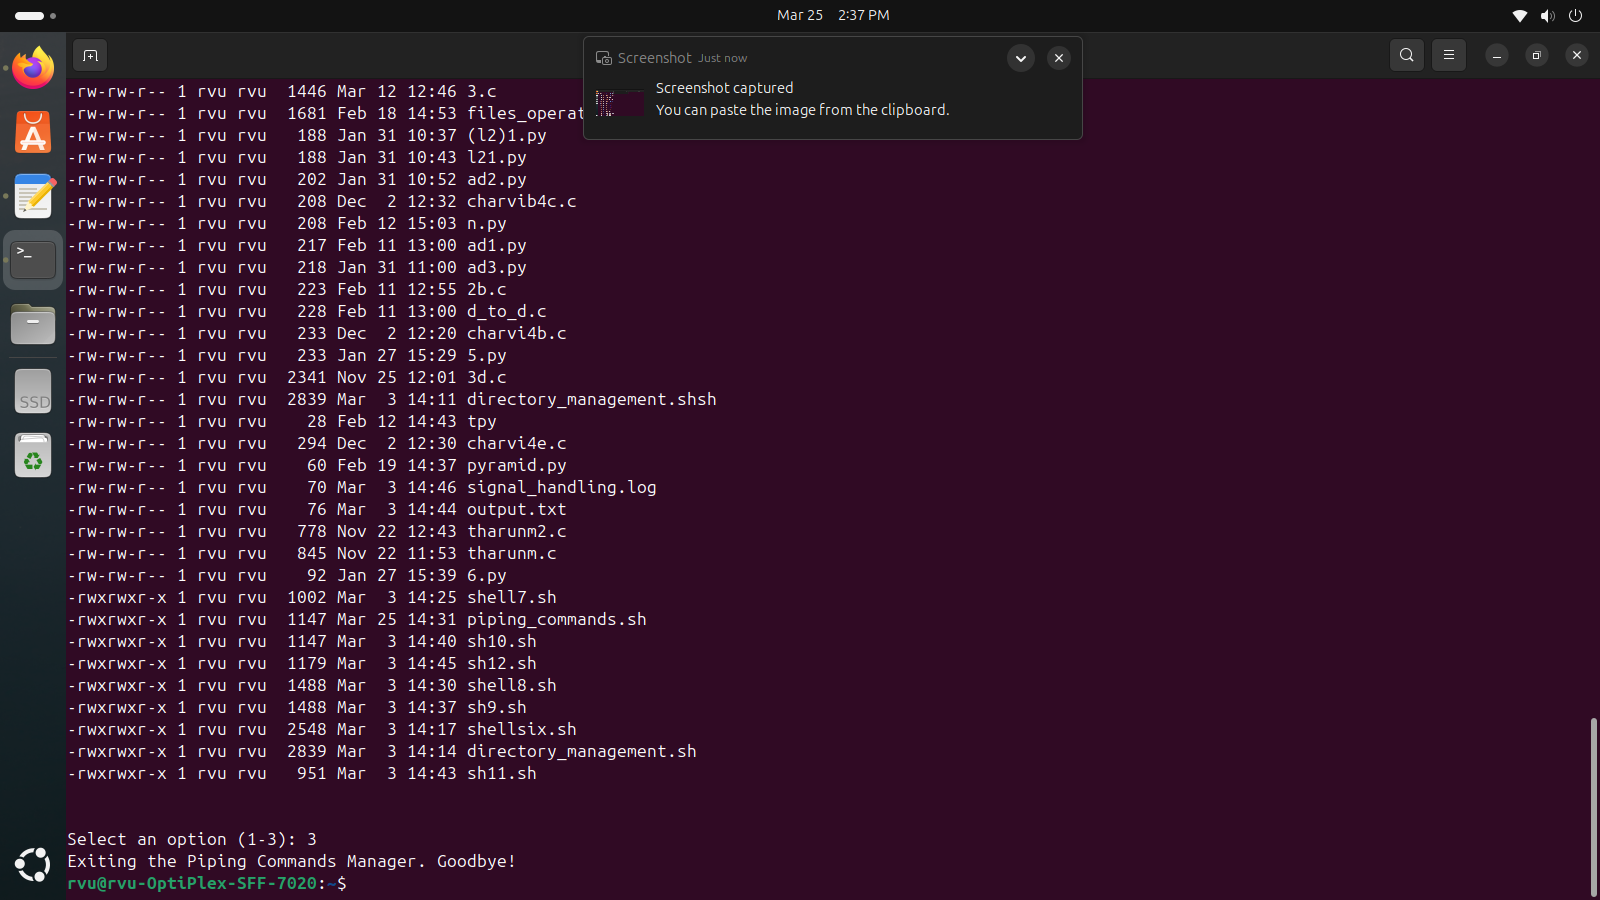 Mar 25 2:37 PM
Screenshot Just now
Screenshot captured
You can paste the image from the clipboard.
-rw-rw-r-- 1 rvu rvu  1446 Mar 12 12:46 3.c
-rw-rw-r-- 1 rvu rvu  1681 Feb 18 14:53 files_operat
-rw-rw-r-- 1 rvu rvu   188 Jan 31 10:37 (l2)1.py
-rw-rw-r-- 1 rvu rvu   188 Jan 31 10:43 l21.py
-rw-rw-r-- 1 rvu rvu   202 Jan 31 10:52 ad2.py
-rw-rw-r-- 1 rvu rvu   208 Dec  2 12:32 charvib4c.c
-rw-rw-r-- 1 rvu rvu   208 Feb 12 15:03 n.py
-rw-rw-r-- 1 rvu rvu   217 Feb 11 13:00 ad1.py
-rw-rw-r-- 1 rvu rvu   218 Jan 31 11:00 ad3.py
-rw-rw-r-- 1 rvu rvu   223 Feb 11 12:55 2b.c
-rw-rw-r-- 1 rvu rvu   228 Feb 11 13:00 d_to_d.c
-rw-rw-r-- 1 rvu rvu   233 Dec  2 12:20 charvi4b.c
-rw-rw-r-- 1 rvu rvu   233 Jan 27 15:29 5.py
-rw-rw-r-- 1 rvu rvu  2341 Nov 25 12:01 3d.c
-rw-rw-r-- 1 rvu rvu  2839 Mar  3 14:11 directory_management.shsh
-rw-rw-r-- 1 rvu rvu    28 Feb 12 14:43 tpy
-rw-rw-r-- 1 rvu rvu   294 Dec  2 12:30 charvi4e.c
-rw-rw-r-- 1 rvu rvu    60 Feb 19 14:37 pyramid.py
-rw-rw-r-- 1 rvu rvu    70 Mar  3 14:46 signal_handling.log
-rw-rw-r-- 1 rvu rvu    76 Mar  3 14:44 output.txt
-rw-rw-r-- 1 rvu rvu   778 Nov 22 12:43 tharunm2.c
-rw-rw-r-- 1 rvu rvu   845 Nov 22 11:53 tharunm.c
-rw-rw-r-- 1 rvu rvu    92 Jan 27 15:39 6.py
-rwxrwxr-x 1 rvu rvu  1002 Mar  3 14:25 shell7.sh
-rwxrwxr-x 1 rvu rvu  1147 Mar 25 14:31 piping_commands.sh
-rwxrwxr-x 1 rvu rvu  1147 Mar  3 14:40 sh10.sh
-rwxrwxr-x 1 rvu rvu  1179 Mar  3 14:45 sh12.sh
-rwxrwxr-x 1 rvu rvu  1488 Mar  3 14:30 shell8.sh
-rwxrwxr-x 1 rvu rvu  1488 Mar  3 14:37 sh9.sh
-rwxrwxr-x 1 rvu rvu  2548 Mar  3 14:17 shellsix.sh
-rwxrwxr-x 1 rvu rvu  2839 Mar  3 14:14 directory_management.sh
-rwxrwxr-x 1 rvu rvu   951 Mar  3 14:43 sh11.sh
Select an option (1-3): 3
Exiting the Piping Commands Manager. Goodbye!
rvu@rvu-OptiPlex-SFF-7020:~$
>_
SSD